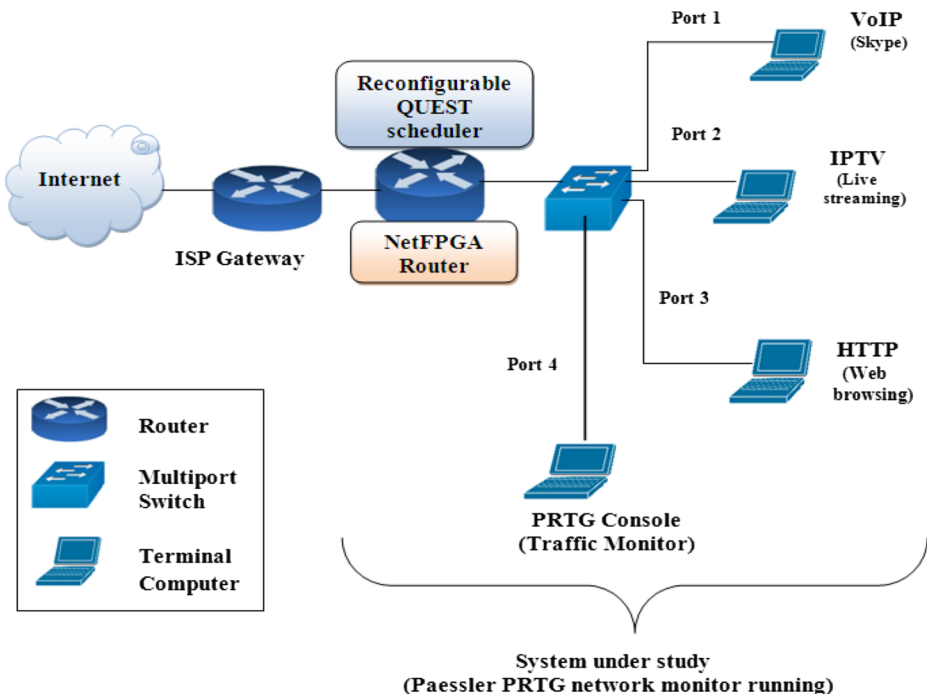 Port 1
VoIP
(Skype)
Reconfigurable
QUEST
scheduler
Port 2
Internet
IPTV
(Live
streaming)
ISP Gateway
NetFPGA
Router
Port 3
Port 4
HTTP
(Web
browsing)
Router
Multiport
Switch
Terminal
Computer
PRTG Console
(Traffic Monitor)
System under study
(Paessler PRTG network monitor running)